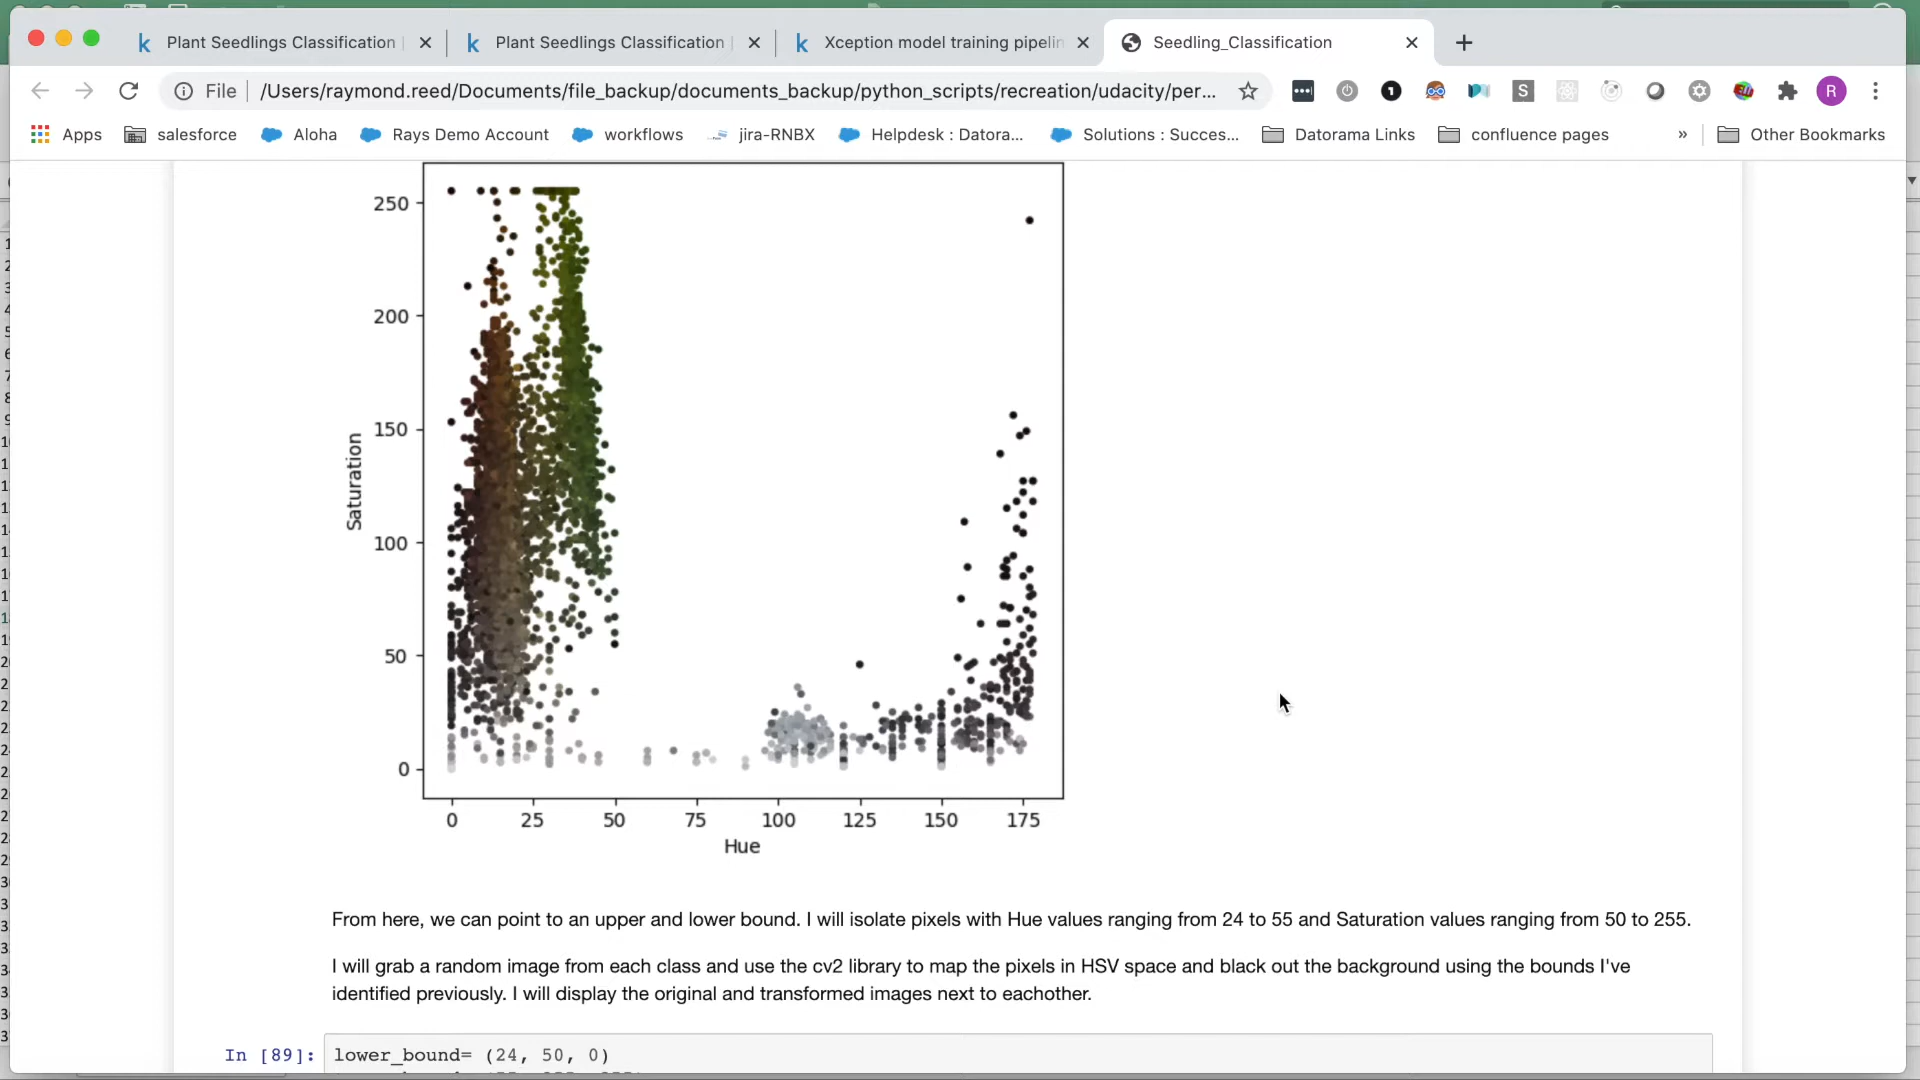 Plant Seedlings Classification
Plant Seedlings Classification
Xception model training pipelin
Seedling_Classification
File /Users/raymond.reed/Documents/file_backup/documents_backup/python_scripts/recreation/udacity/per...
S
R
Apps salesforce Aloha Rays Demo Account workflows jira-RNBX Helpdesk : Datora... Solutions : Succes... Datorama Links confluence pages » Other Bookmarks
250
200
150
100
50
0
Saturation
0 25 50 75 100 125 150 175
Hue
From here, we can point to an upper and lower bound. I will isolate pixels with Hue values ranging from 24 to 55 and Saturation values ranging from 50 to 255.
I will grab a random image from each class and use the cv2 library to map the pixels in HSV space and black out the background using the bounds I've
identified previously. I will display the original and transformed images next to eachother.
In [89]: lower_bound= (24, 50, 0)